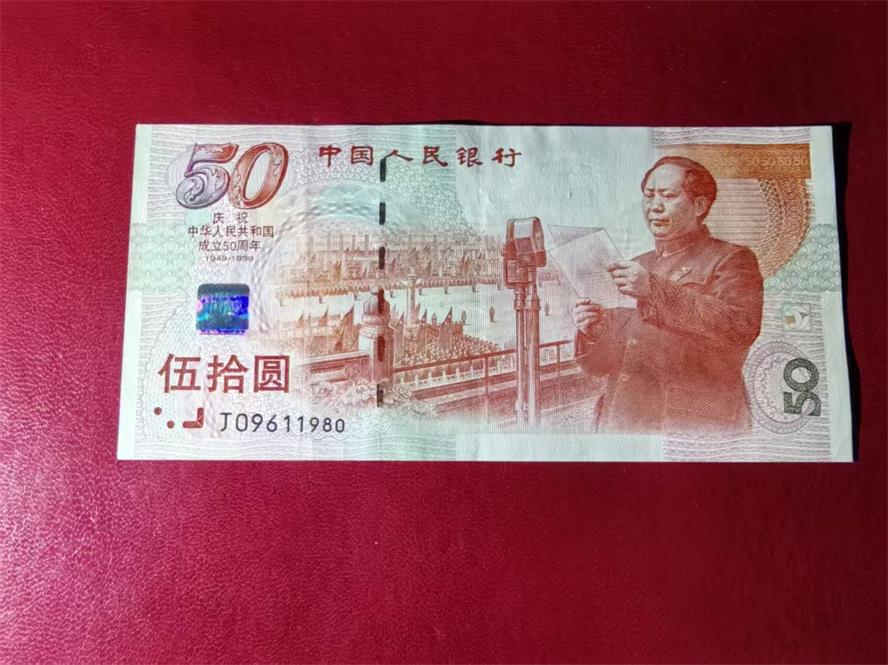 50
中国人民银行
庆祝
中华人民共和国
成立50周年
1949-1999
伍拾圆
J09611980
50